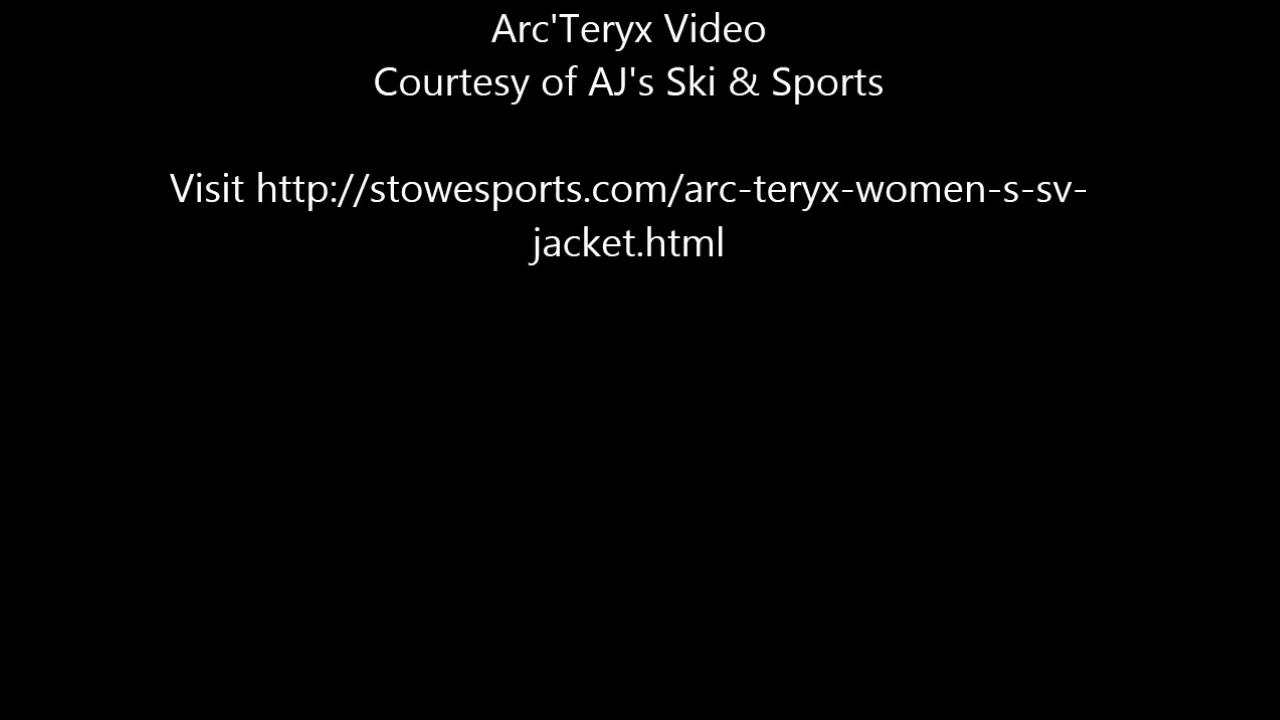 Arc'Teryx Video
Courtesy of AJ's Ski & Sports
Visit http://stowesports.com/arc-teryx-women-s-sv-
jacket.html